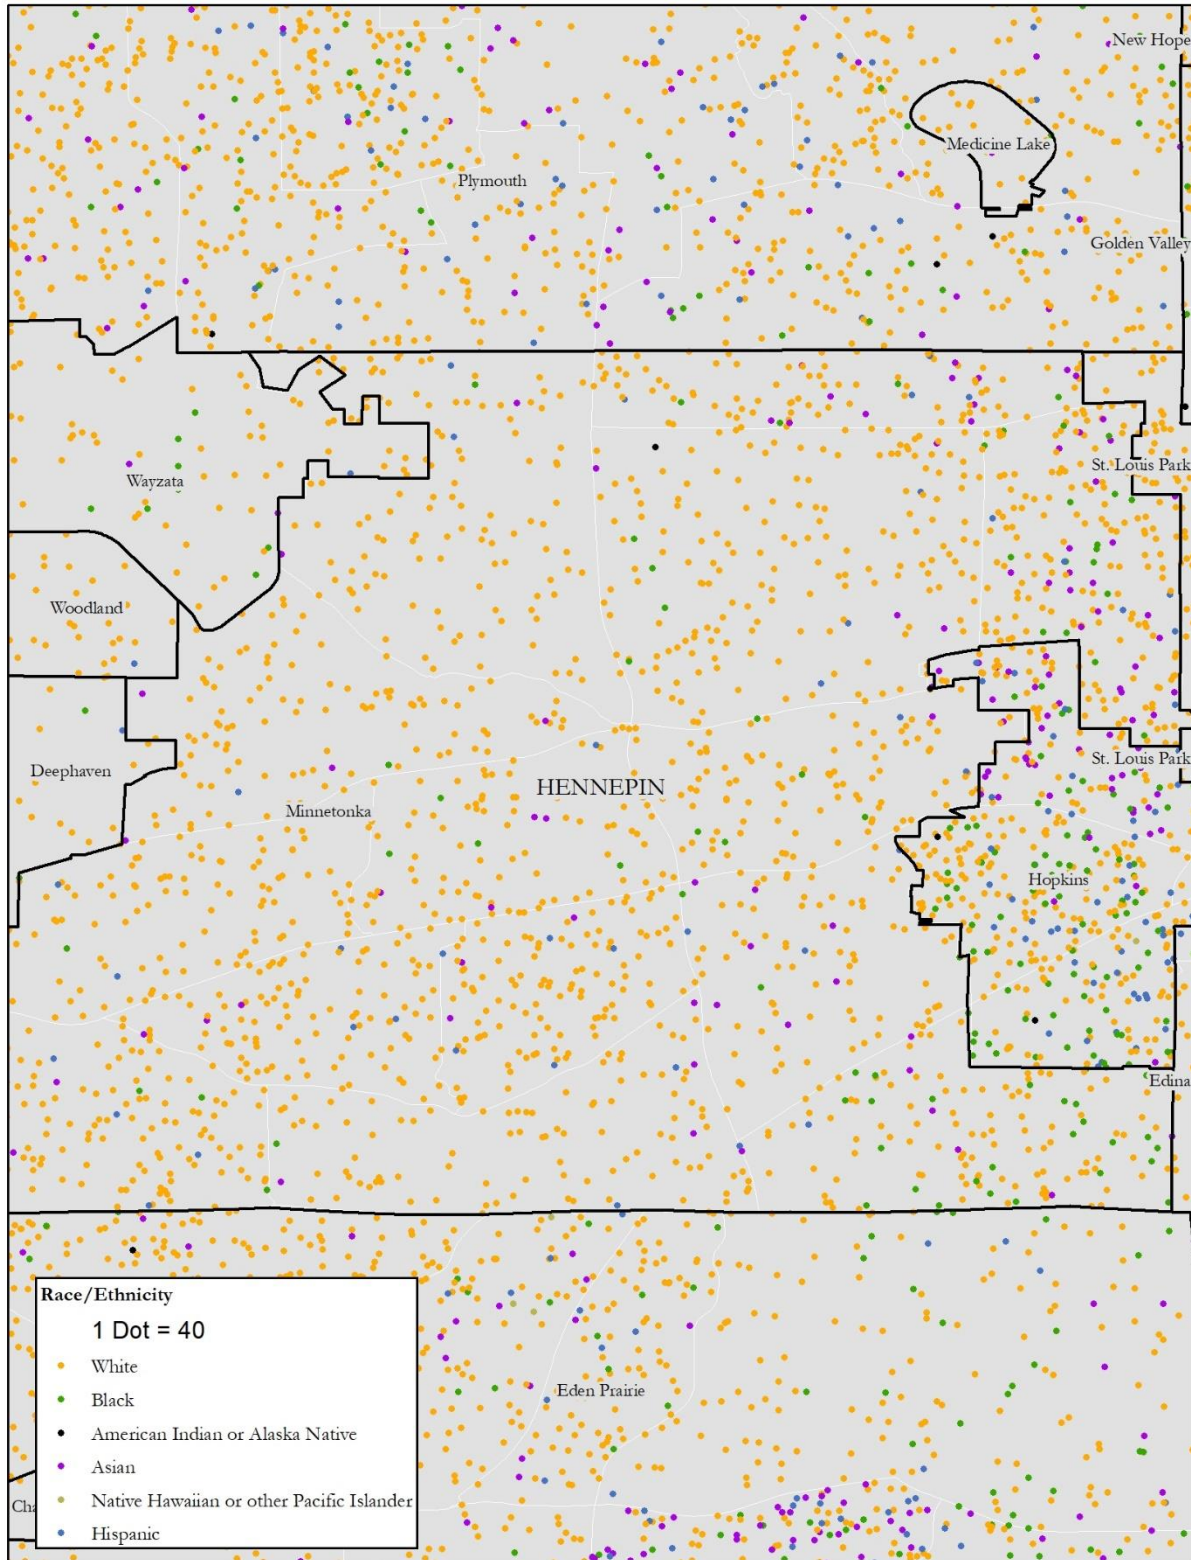 New Hope
Medicine Lake
Plymouth
Golden Valley
St. Louis Park
Wayzata
Woodland
Deephaven
St. Louis Park
HENNEPIN
Minnetonka
Hopkins
Edina
Race/Ethnicity
1 Dot = 40
White
Black
American Indian or Alaska Native
Asian
Native Hawaiian or other Pacific Islander
Hispanic
Eden Prairie
Cha